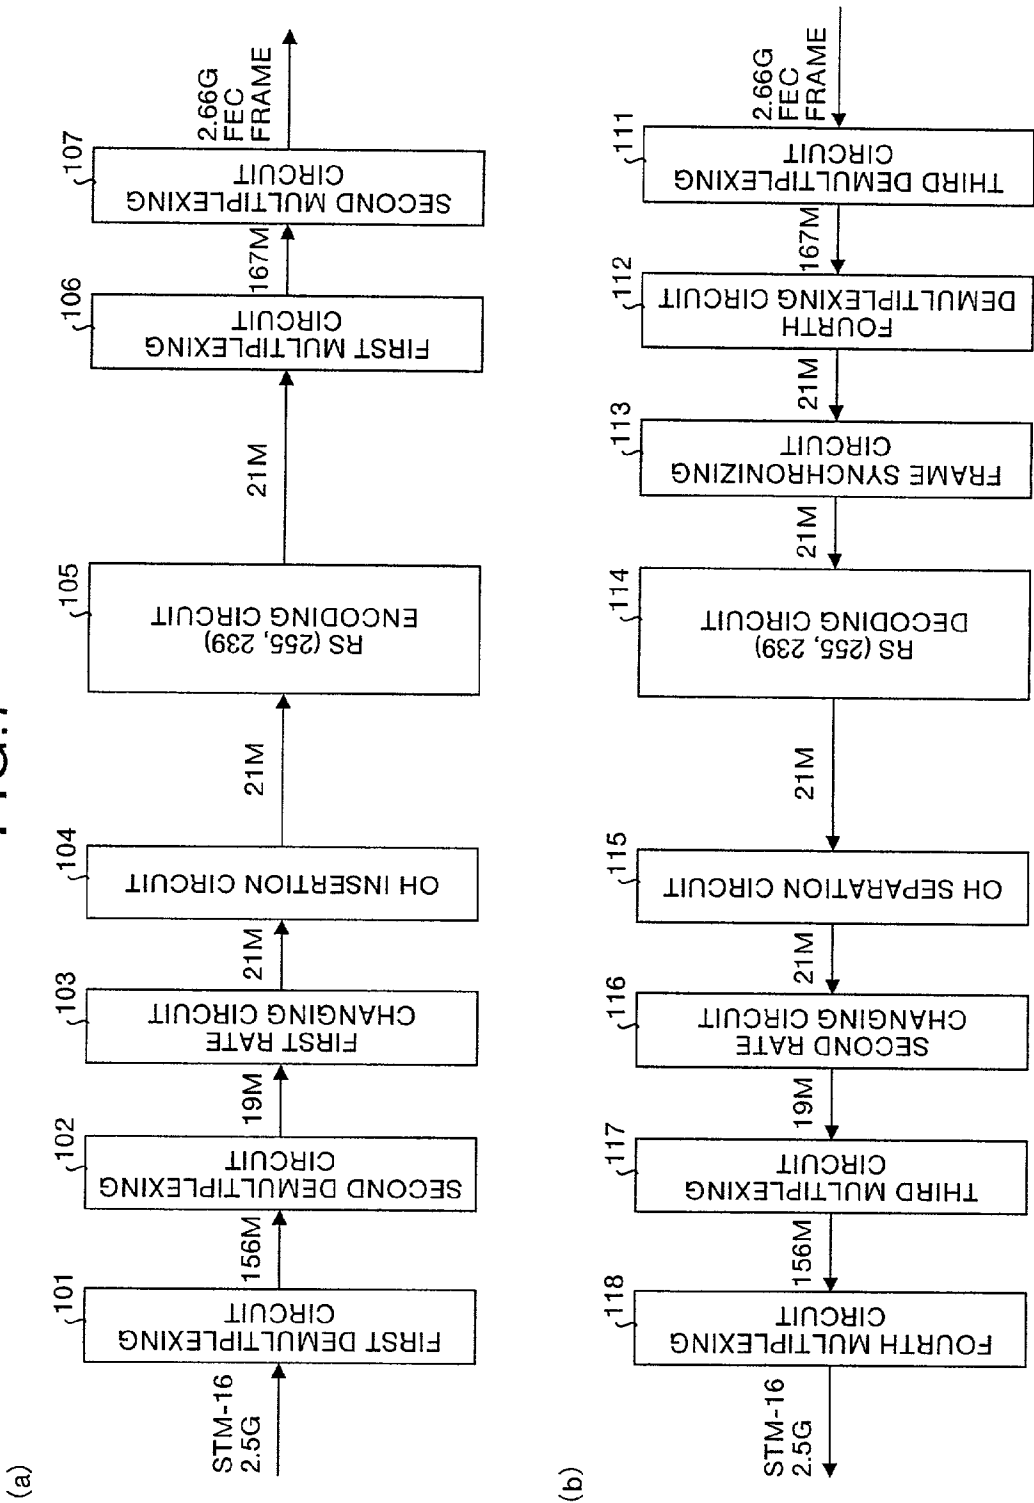 (a)
STM-16
2.5G
101
FIRST DEMULTIPLEXING
CIRCUIT
156M
102
SECOND DEMULTIPLEXING
CIRCUIT
19M
103
FIRST RATE
CHANGING CIRCUIT
21M
104
OH INSERTION CIRCUIT
21M
105
RS (255, 239)
ENCODING CIRCUIT
21M
106
FIRST MULTIPLEXING
CIRCUIT
167M
107
SECOND MULTIPLEXING
CIRCUIT
2.66G
FEC
FRAME
(b)
STM-16
2.5G
118
FOURTH MULTIPLEXING
CIRCUIT
156M
117
THIRD MULTIPLEXING
CIRCUIT
19M
116
SECOND RATE
CHANGING CIRCUIT
21M
115
OH SEPARATION CIRCUIT
21M
114
RS (255, 239)
DECODING CIRCUIT
21M
113
FRAME SYNCHRONIZING
CIRCUIT
21M
112
FOURTH
DEMULTIPLEXING CIRCUIT
167M
111
THIRD DEMULTIPLEXING
CIRCUIT
2.66G
FEC
FRAME